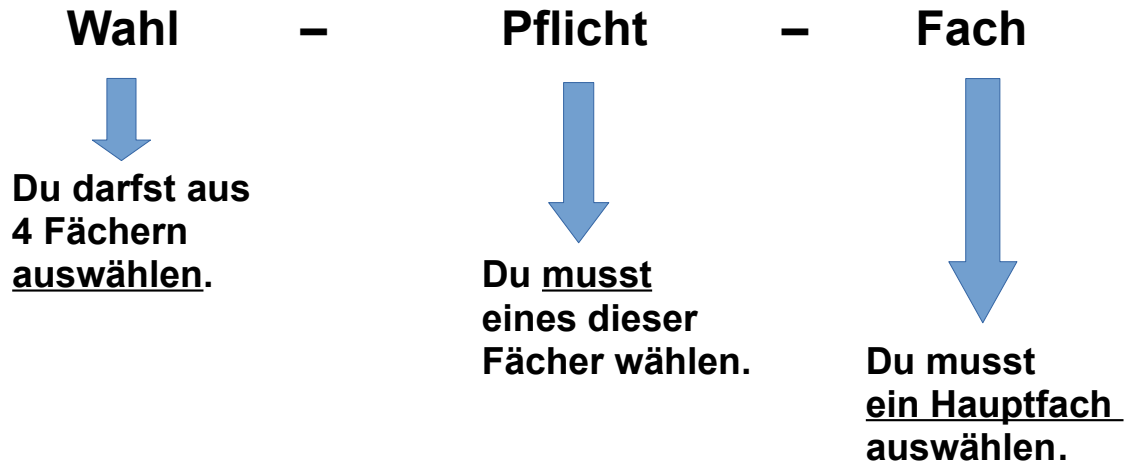 Wahl – Pflicht – Fach
Du darfst aus
4 Fächern
auswählen.
Du musst
eines dieser
Fächer wählen.
Du musst
ein Hauptfach
auswählen.